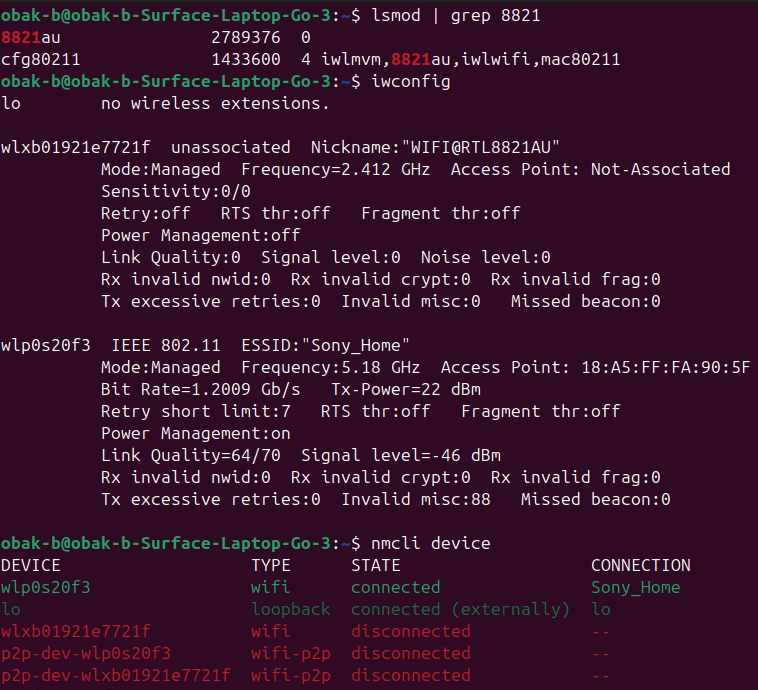 obak-b@obak-b-Surface-Laptop-Go-3:~$ lsmod | grep 8821
8821au               2789376  0
cfg80211             1433600  4 iwlmvm,8821au,iwlwifi,mac80211
obak-b@obak-b-Surface-Laptop-Go-3:~$ iwconfig
lo        no wireless extensions.

wlxb01921e7721f  unassociated  Nickname:"WIFI@RTL8821AU"
          Mode:Managed  Frequency=2.412 GHz  Access Point: Not-Associated
          Sensitivity:0/0
          Retry:off   RTS thr:off   Fragment thr:off
          Power Management:off
          Link Quality:0  Signal level:0  Noise level:0
          Rx invalid nwid:0  Rx invalid crypt:0  Rx invalid frag:0
          Tx excessive retries:0  Invalid misc:0   Missed beacon:0

wlp0s20f3  IEEE 802.11  ESSID:"Sony_Home"
          Mode:Managed  Frequency:5.18 GHz  Access Point: 18:A5:FF:FA:90:5F
          Bit Rate=1.2009 Gb/s   Tx-Power=22 dBm
          Retry short limit:7   RTS thr:off   Fragment thr:off
          Power Management:on
          Link Quality=64/70  Signal level=-46 dBm
          Rx invalid nwid:0  Rx invalid crypt:0  Rx invalid frag:0
          Tx excessive retries:0  Invalid misc:88   Missed beacon:0

obak-b@obak-b-Surface-Laptop-Go-3:~$ nmcli device
DEVICE                   TYPE      STATE                   CONNECTION
wlp0s20f3                wifi      connected               Sony_Home
lo                       loopback  connected (externally)  lo
wlxb01921e7721f          wifi      disconnected            --
p2p-dev-wlp0s20f3        wifi-p2p  disconnected            --
p2p-dev-wlxb01921e7721f  wifi-p2p  disconnected            --